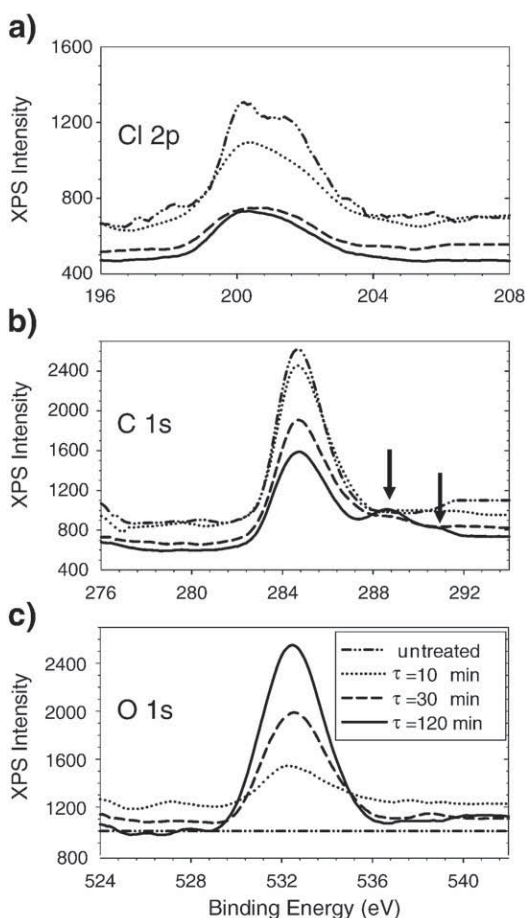 a)
1600
1200
800
400
XPS Intensity
Cl 2p
196 200 204 208
b)
2400
2000
1600
1200
800
400
XPS Intensity
C 1s
276 280 284 288 292
c)
2400
2000
1600
1200
800
XPS Intensity
O 1s
untreated
τ =10 min
τ =30 min
τ =120 min
524 528 532 536 540
Binding Energy (eV)